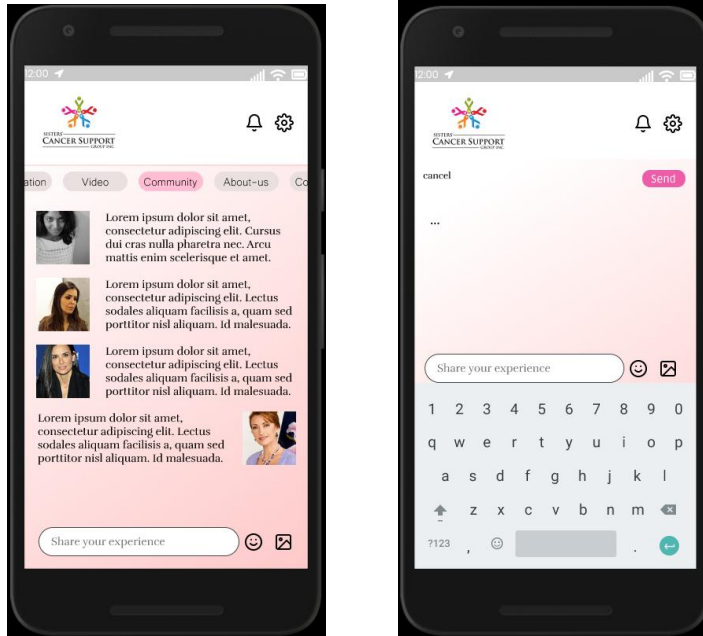 12:00
SISTERS'
CANCER SUPPORT
GROUP INC.
ation Video Community About-us Co
Lorem ipsum dolor sit amet,
consectetur adipiscing elit. Cursus
dui cras nulla pharetra nec. Arcu
mattis enim scelerisque et amet.
Lorem ipsum dolor sit amet,
consectetur adipiscing elit. Lectus
sodales aliquam facilisis a, quam sed
porttitor nisl aliquam. Id malesuada.
Lorem ipsum dolor sit amet,
consectetur adipiscing elit. Lectus
sodales aliquam facilisis a, quam sed
porttitor nisl aliquam. Id malesuada.
Lorem ipsum dolor sit amet,
consectetur adipiscing elit. Lectus
sodales aliquam facilisis a, quam sed
porttitor nisl aliquam. Id malesuada.
Share your experience
12:00
SISTERS'
CANCER SUPPORT
GROUP INC.
cancel Send
...
Share your experience
1 2 3 4 5 6 7 8 9 0
q w e r t y u i o p
a s d f g h j k l
z x c v b n m
?123 , .